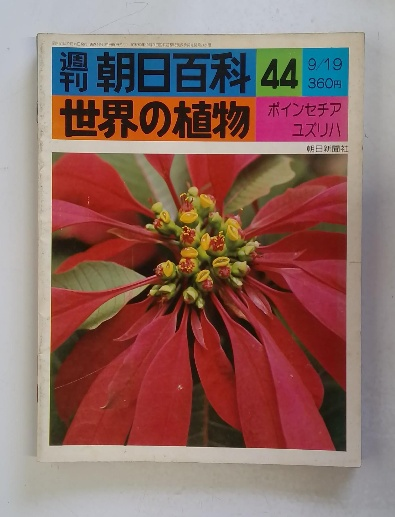 週刊 朝日百科
世界の植物
44
9/19
360円
ポインセチア
ユズリハ
朝日新聞社